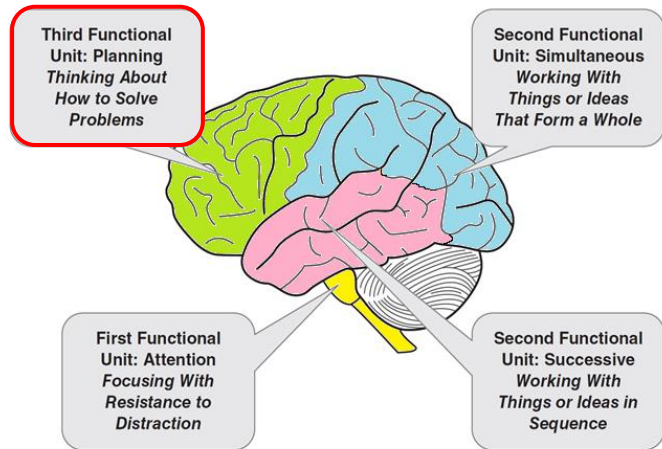 Third Functional
Unit: Planning
Thinking About
How to Solve
Problems
Second Functional
Unit: Simultaneous
Working With
Things or Ideas
That Form a Whole
First Functional
Unit: Attention
Focusing With
Resistance to
Distraction
Second Functional
Unit: Successive
Working With
Things or Ideas in
Sequence